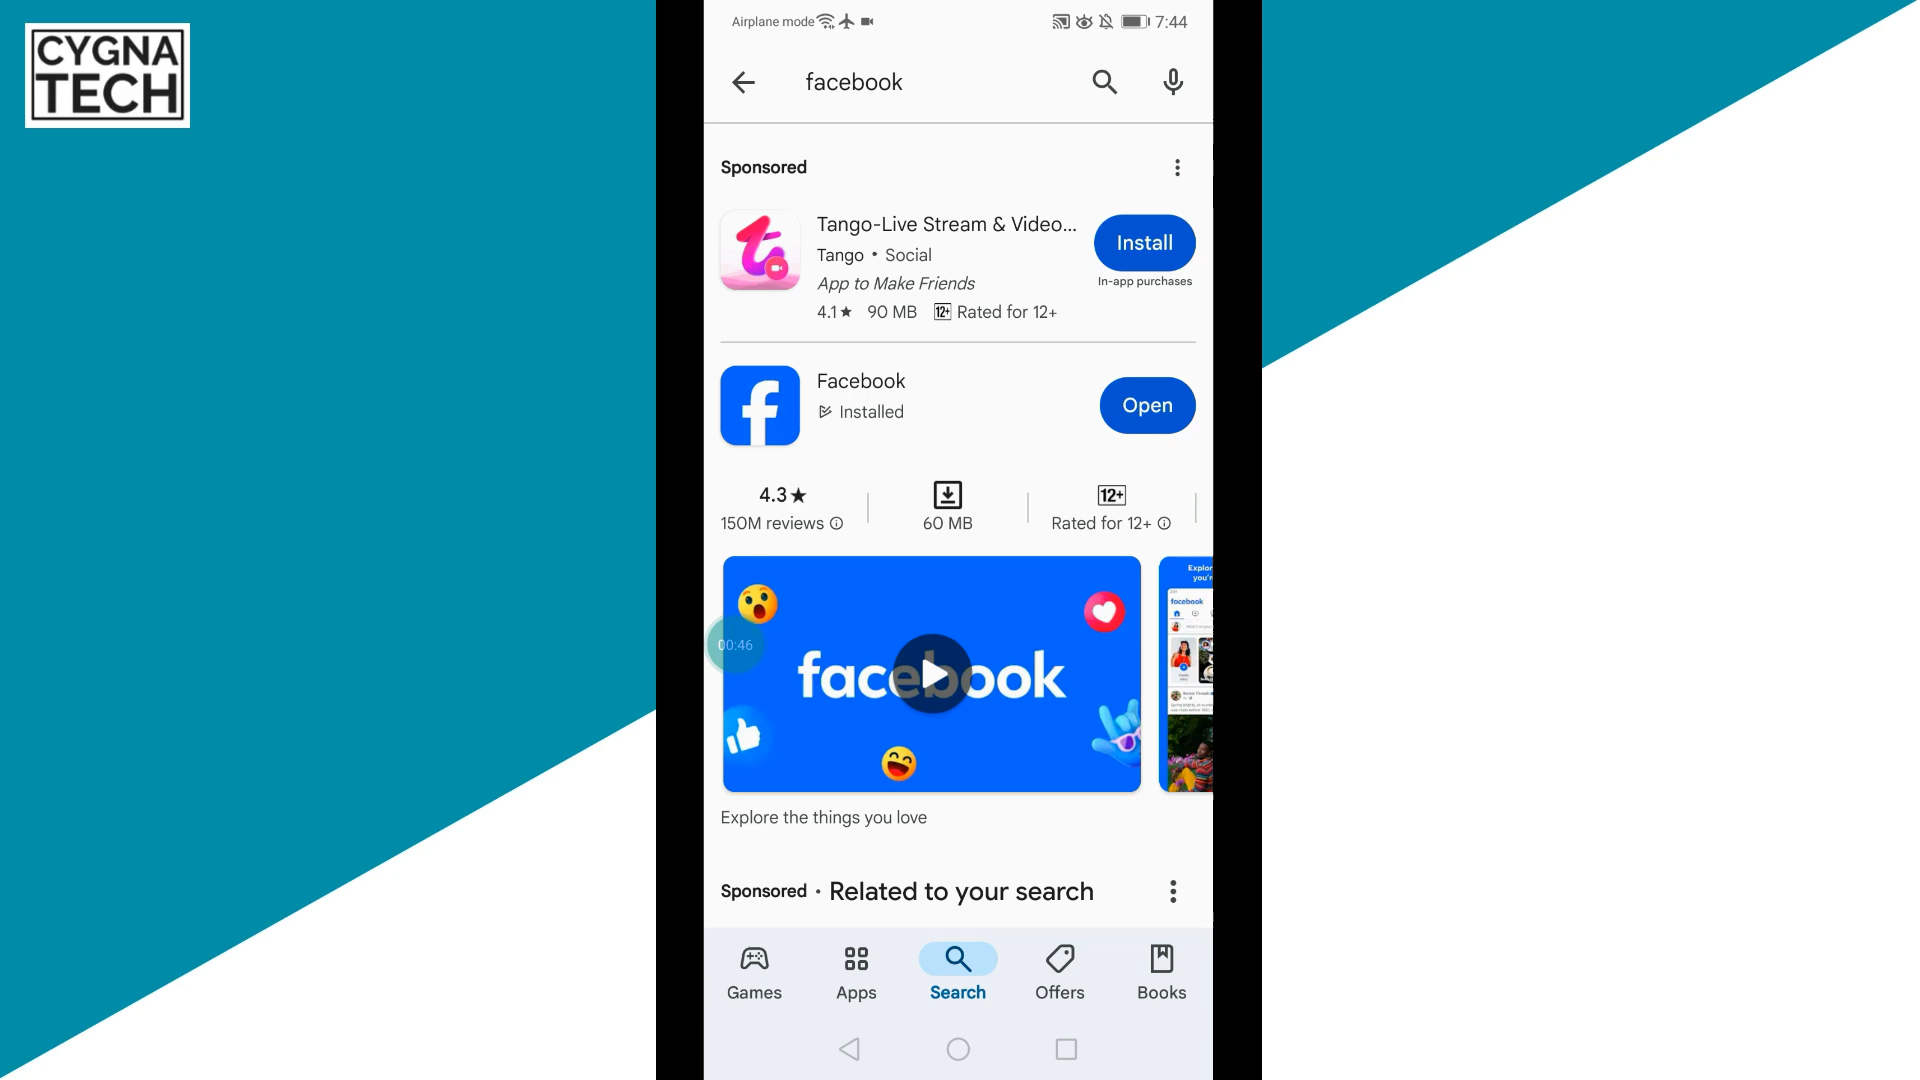 CYGNA
TECH
Airplane mode
7:44
facebook
Sponsored
Tango-Live Stream & Video...
Tango • Social
App to Make Friends
4.1★ 90 MB 12+ Rated for 12+
Install
In-app purchases
Facebook
Installed
Open
4.3★
150M reviews
60 MB
12+
Rated for 12+
00:46
facebook
Explor
you'r
facebook
Explore the things you love
Sponsored • Related to your search
Games
Apps
Search
Offers
Books